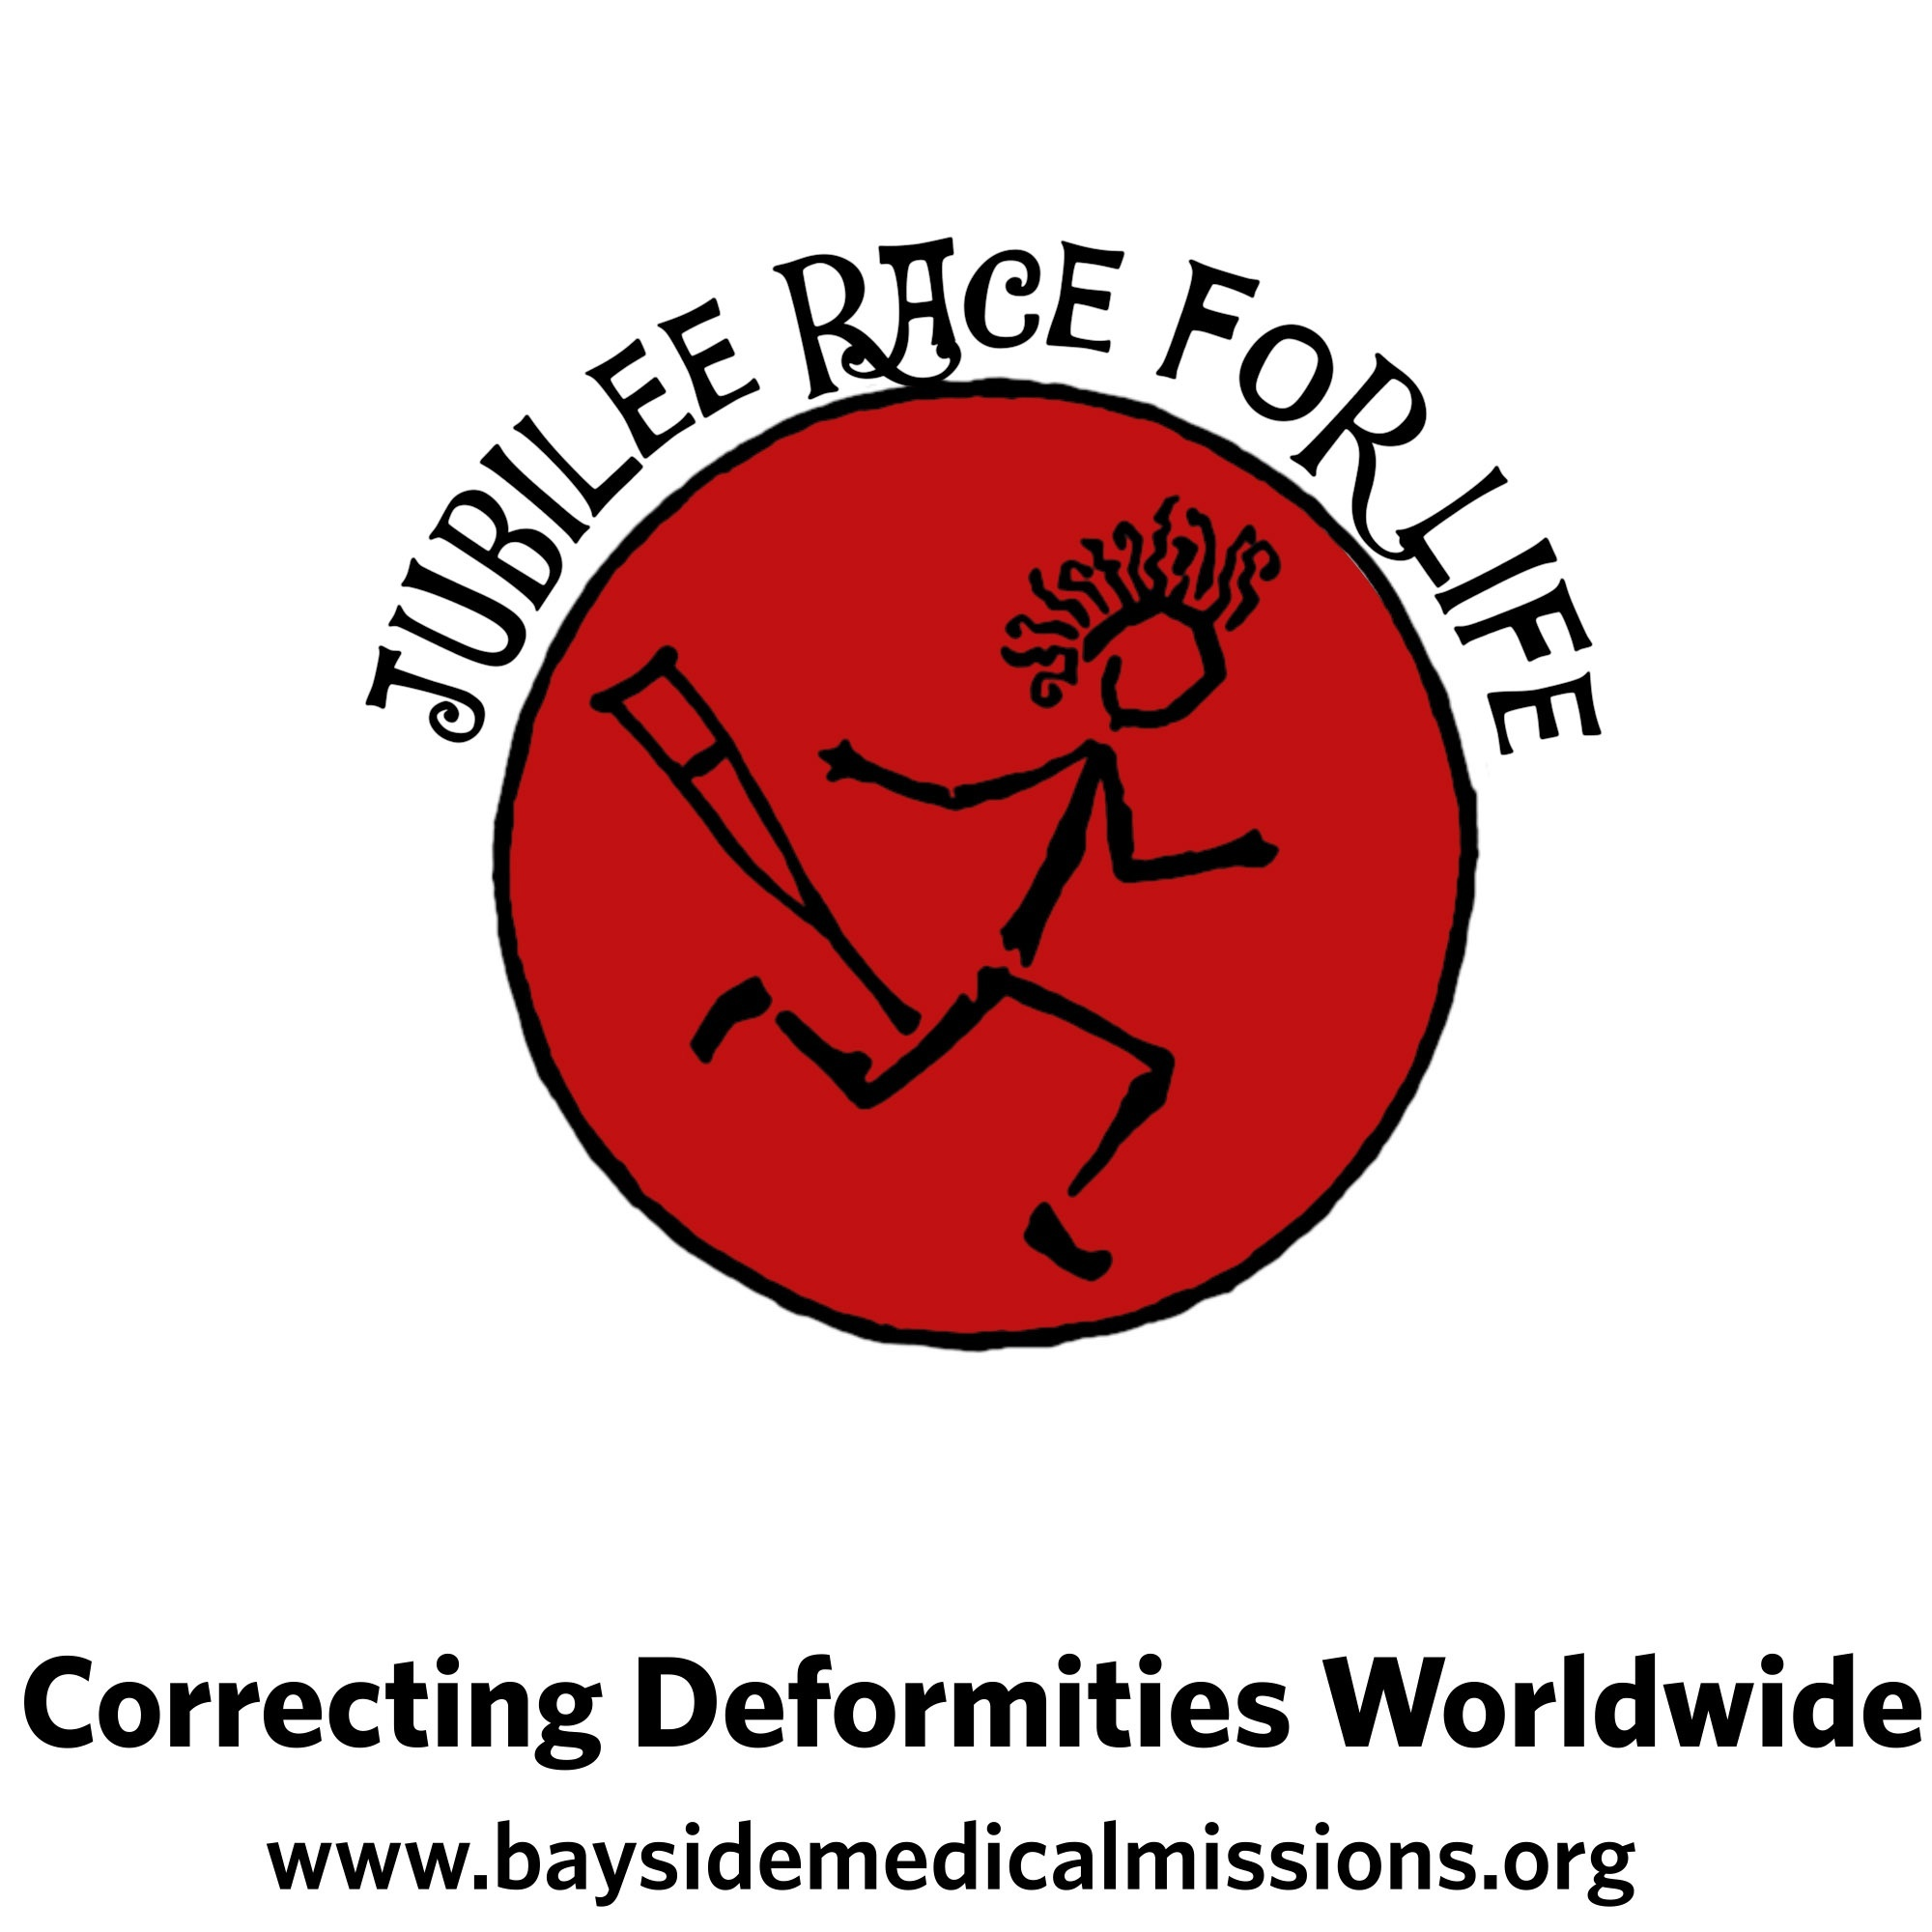 JUBILEE RACE FOR LIFE
Correcting Deformities Worldwide
www.baysidemedicalmissions.org